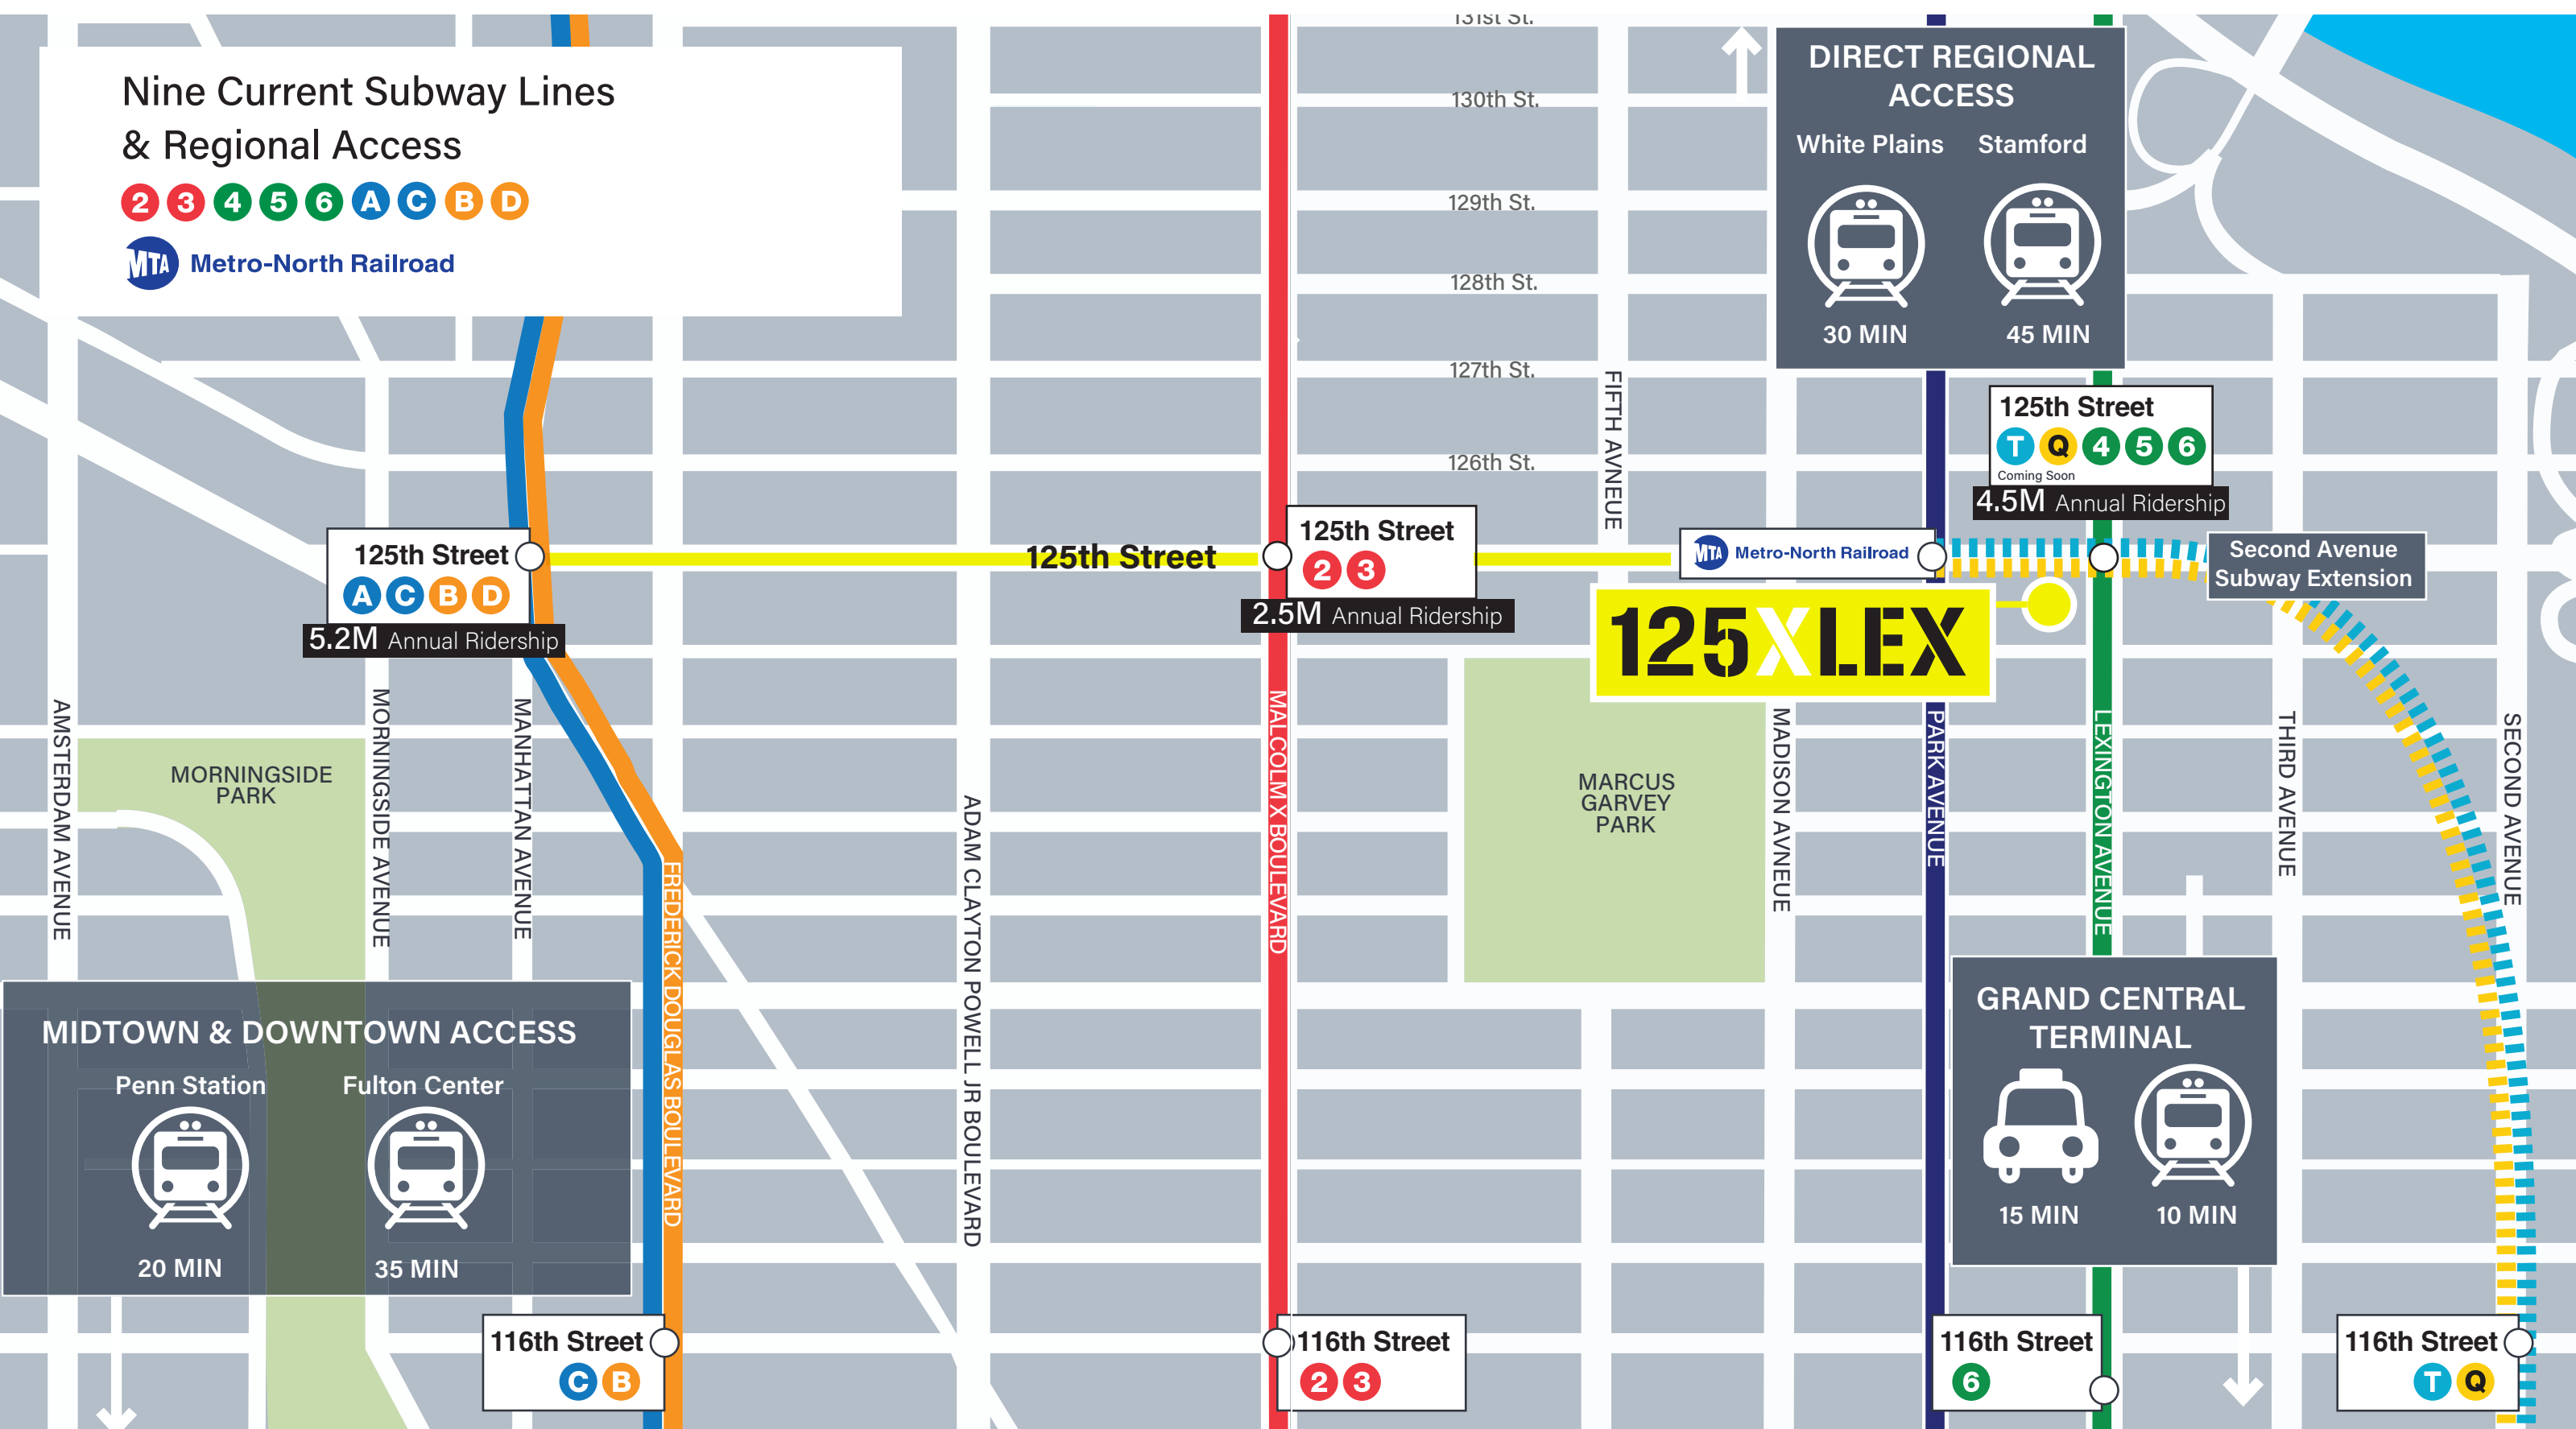 131st St.
Nine Current Subway Lines
& Regional Access
2 3 4 5 6 A C B D
MTA Metro-North Railroad
130th St.
129th St.
128th St.
127th St.
126th St.
FIFTH AVNEUE
DIRECT REGIONAL
ACCESS
White Plains Stamford
30 MIN 45 MIN
125th Street
T Q 4 5 6
Coming Soon
4.5M Annual Ridership
125th Street
A C B D
5.2M Annual Ridership
125th Street
125th Street
2 3
2.5M Annual Ridership
MTA Metro-North Railroad
Second Avenue
Subway Extension
125XLEX
AMSTERDAM AVENUE
MORNINGSIDE
PARK
MORNINGSIDE AVENUE
MANHATTAN AVENUE
FREDERICK DOUGLAS BOULEVARD
ADAM CLAYTON POWELL JR BOULEVARD
MALCOLM X BOULEVARD
MARCUS
GARVEY
PARK
MADISON AVNEUE
PARK AVENUE
LEXINGTON AVENUE
THIRD AVENUE
SECOND AVENUE
MIDTOWN & DOWNTOWN ACCESS
Penn Station Fulton Center
20 MIN 35 MIN
GRAND CENTRAL
TERMINAL
15 MIN 10 MIN
116th Street
C B
116th Street
2 3
116th Street
6
116th Street
T Q